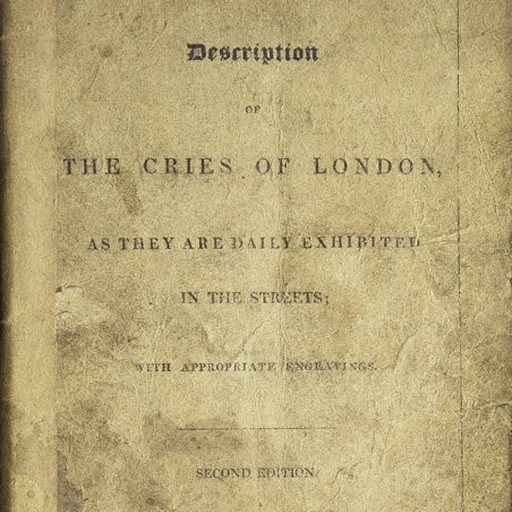 Description
OF
THE CRIES OF LONDON,
AS THEY ARE DAILY EXHIBITED
IN THE STREETS;
WITH APPROPRIATE ENGRAVINGS.
SECOND EDITION.